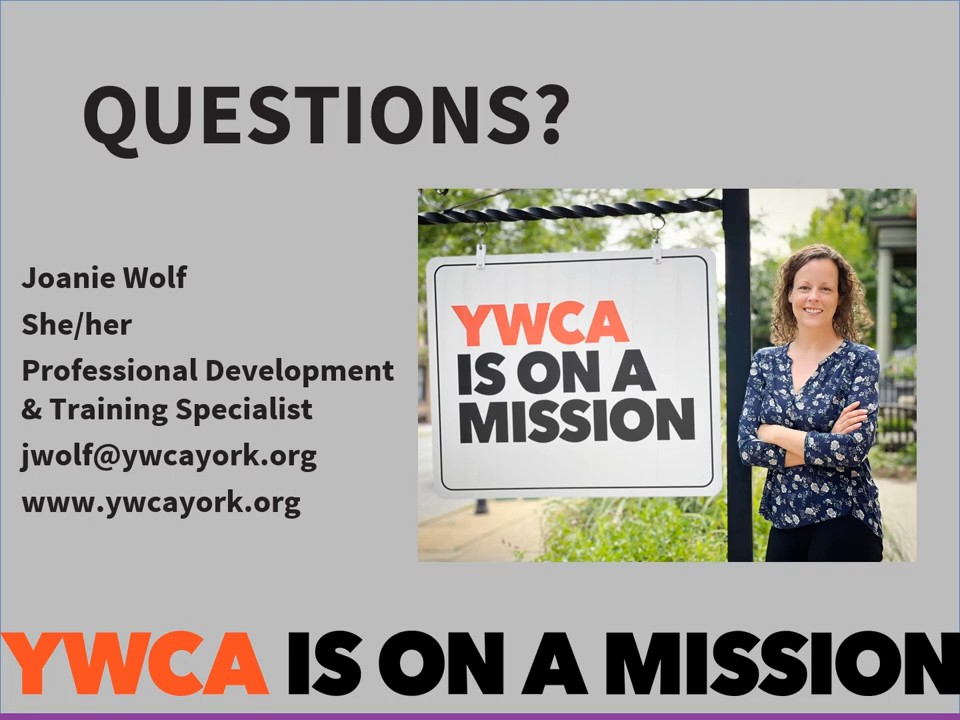 QUESTIONS?
Joanie Wolf
She/her
Professional Development
& Training Specialist
jwolf@ywcayork.org
www.ywcayork.org
YWCA
IS ON A
MISSION
YWCA IS ON A MISSION